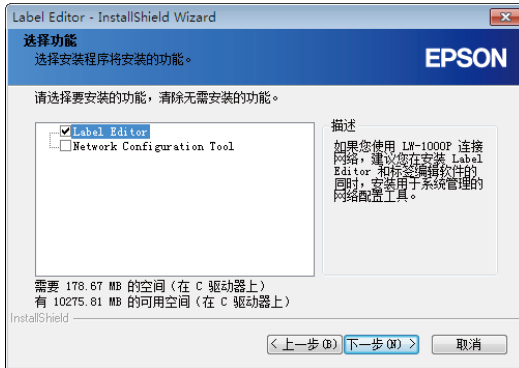 Label Editor - InstallShield Wizard
选择功能
选择安装程序将安装的功能。
EPSON
请选择要安装的功能，清除无需安装的功能。
Label Editor
Network Configuration Tool
描述
如果您使用 LW-1000P 连接
网络，建议您在安装 Label
Editor 和标签编辑软件的
同时，安装用于系统管理的
网络配置工具。
需要 178.67 MB 的空间（在 C 驱动器上）
有 10275.81 MB 的可用空间（在 C 驱动器上）
InstallShield
< 上一步(B)
下一步(N) >
取消